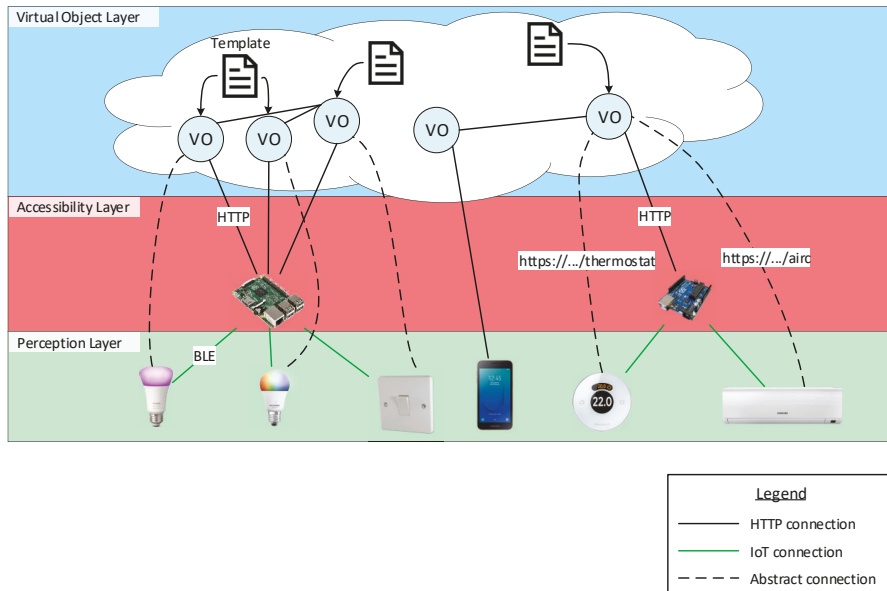 Virtual Object Layer
Template
VO
VO
VO
VO
VO
Accessibility Layer
HTTP
HTTP
https://.../thermostat
https://.../airc
Perception Layer
BLE
22.0
Legend
HTTP connection
IoT connection
Abstract connection